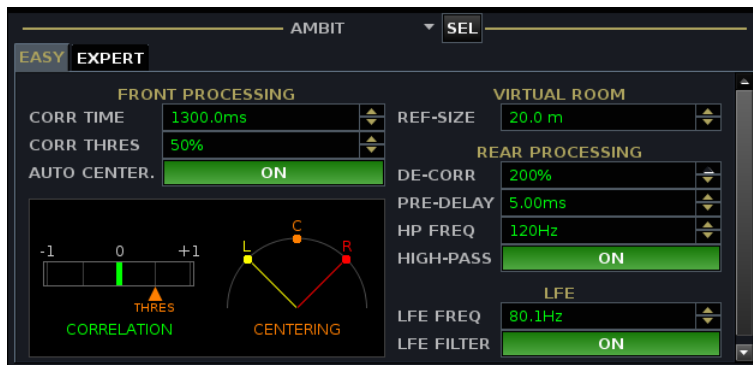 AMBIT SEL
EASY EXPERT
FRONT PROCESSING
CORR TIME 1300.0ms
CORR THRES 50%
AUTO CENTER. ON
-1 0 +1
THRES
CORRELATION
L C R
CENTERING
VIRTUAL ROOM
REF-SIZE 20.0 m
REAR PROCESSING
DE-CORR 200%
PRE-DELAY 5.00ms
HP FREQ 120Hz
HIGH-PASS ON
LFE
LFE FREQ 80.1Hz
LFE FILTER ON